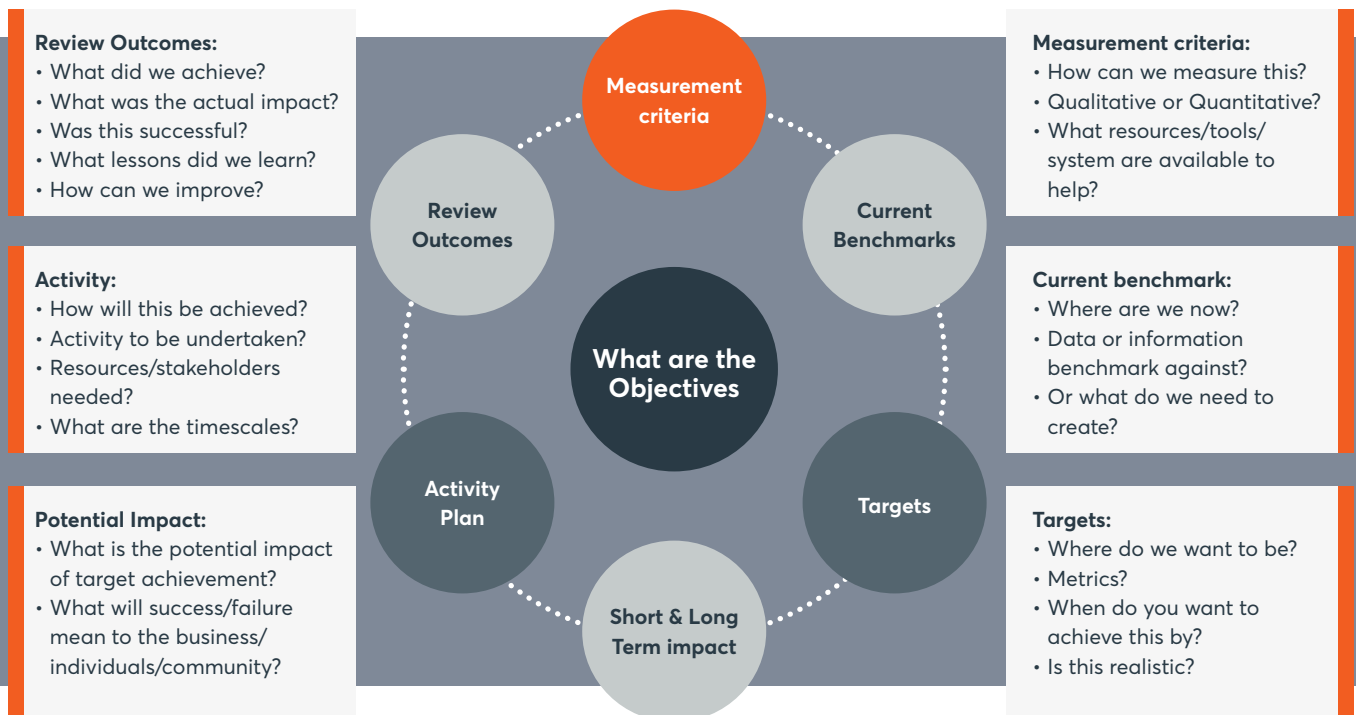 Review Outcomes:
• What did we achieve?
• What was the actual impact?
• Was this successful?
• What lessons did we learn?
• How can we improve?
Activity:
• How will this be achieved?
• Activity to be undertaken?
• Resources/stakeholders
needed?
• What are the timescales?
Potential Impact:
• What is the potential impact
of target achievement?
• What will success/failure
mean to the business/
individuals/community?
Measurement
criteria
Review
Outcomes
Current
Benchmarks
What are the
Objectives
Activity
Plan
Targets
Short & Long
Term impact
Measurement criteria:
• How can we measure this?
• Qualitative or Quantitative?
• What resources/tools/
system are available to
help?
Current benchmark:
• Where are we now?
• Data or information
benchmark against?
• Or what do we need to
create?
Targets:
• Where do we want to be?
• Metrics?
• When do you want to
achieve this by?
• Is this realistic?